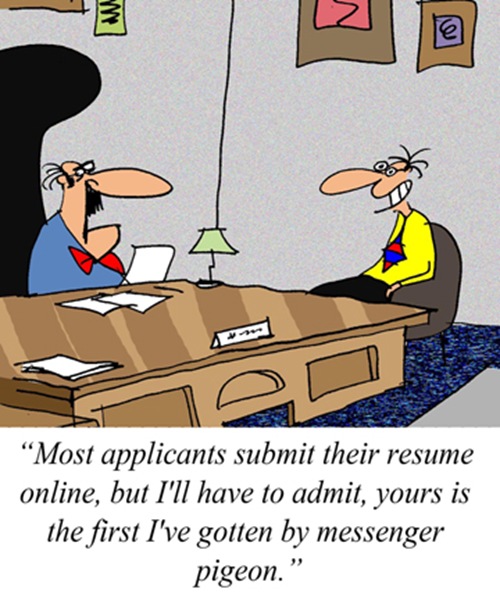 “Most applicants submit their resume
online, but I'll have to admit, yours is
the first I've gotten by messenger
pigeon.”